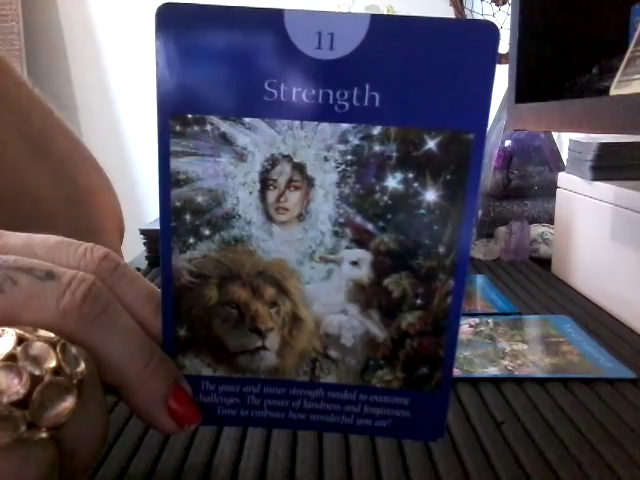 11
Strength
The grace and inner strength needed to overcome
challenges. The power of kindness and forgiveness.
Time to embrace how wonderful you are!